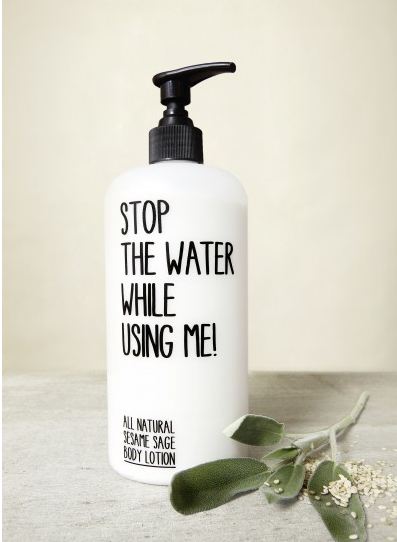 STOP
THE WATER
WHILE
USING ME!
ALL NATURAL
SESAME SAGE
BODY LOTION